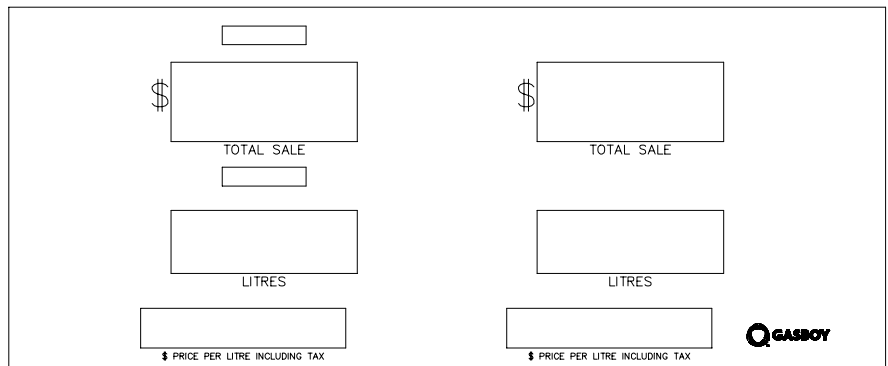 $ $
TOTAL SALE TOTAL SALE
LITRES LITRES
GASBOY
$ PRICE PER LITRE INCLUDING TAX $ PRICE PER LITRE INCLUDING TAX